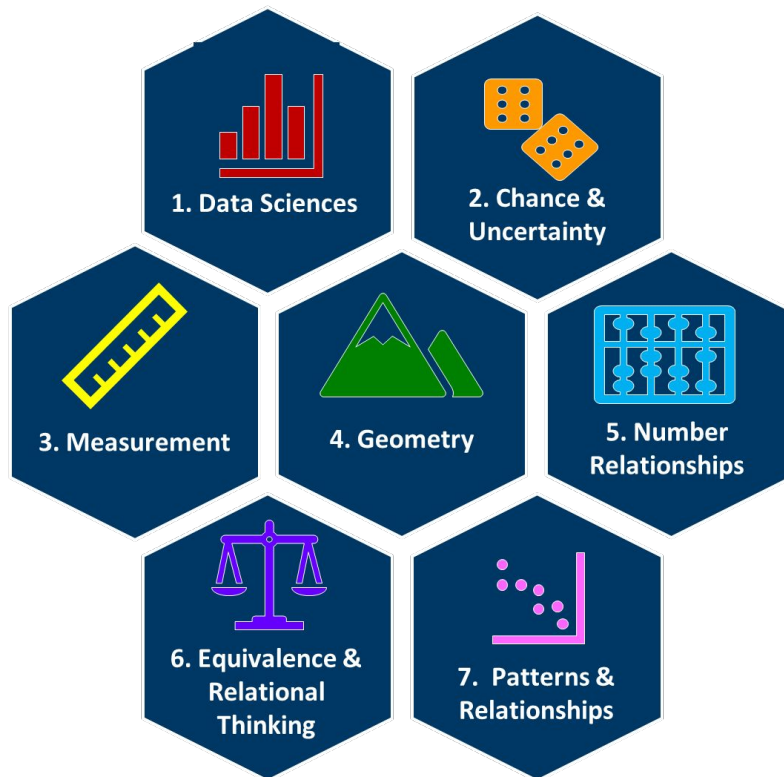 1. Data Sciences
2. Chance &
Uncertainty
3. Measurement
4. Geometry
5. Number
Relationships
6. Equivalence &
Relational
Thinking
7.  Patterns &
Relationships